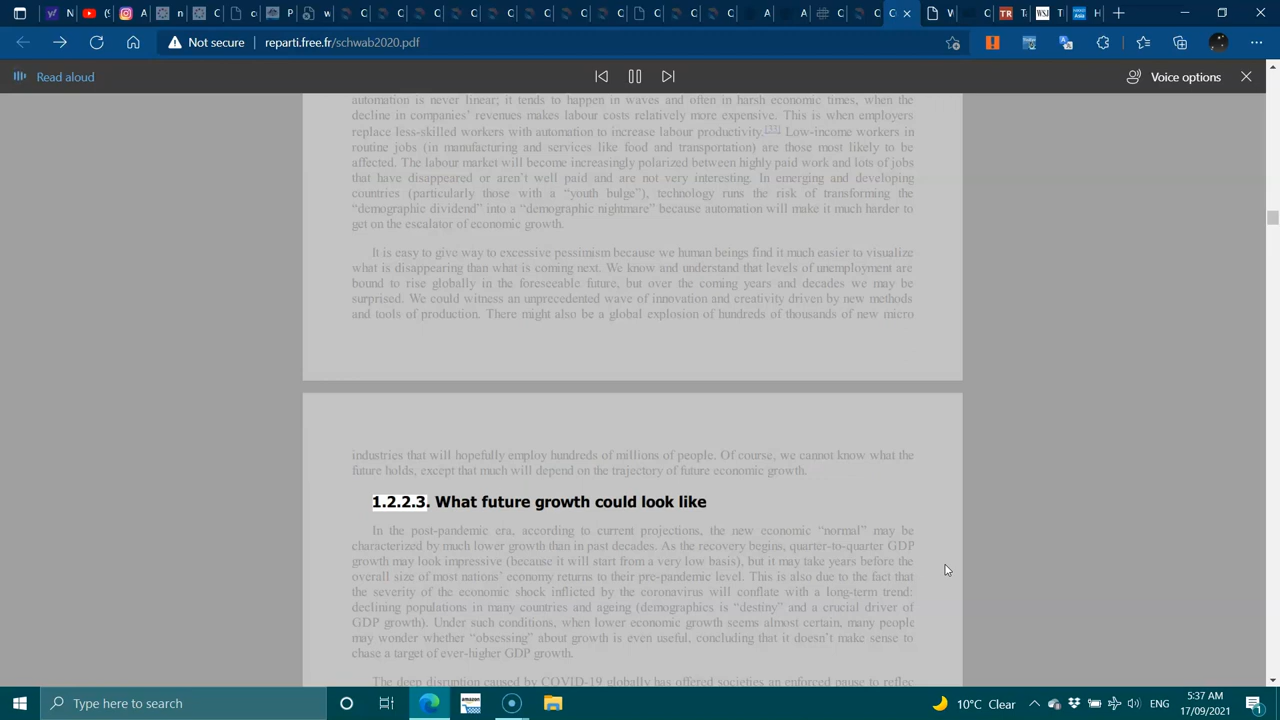 Not secure
reparti.free.fr/schwab2020.pdf
Read aloud
Voice options
automation is never linear; it tends to happen in waves and often in harsh economic times, when the
decline in companies' revenues makes labour costs relatively more expensive. This is when employers
replace less-skilled workers with automation to increase labour productivity.[33] Low-income workers in
routine jobs (in manufacturing and services like food and transportation) are those most likely to be
affected. The labour market will become increasingly polarized between highly paid work and lots of jobs
that have disappeared or aren't well paid and are not very interesting. In emerging and developing
countries (particularly those with a “youth bulge”), technology runs the risk of transforming the
“demographic dividend” into a “demographic nightmare” because automation will make it much harder to
get on the escalator of economic growth.
It is easy to give way to excessive pessimism because we human beings find it much easier to visualize
what is disappearing than what is coming next. We know and understand that levels of unemployment are
bound to rise globally in the foreseeable future, but over the coming years and decades we may be
surprised. We could witness an unprecedented wave of innovation and creativity driven by new methods
and tools of production. There might also be a global explosion of hundreds of thousands of new micro
industries that will hopefully employ hundreds of millions of people. Of course, we cannot know what the
future holds, except that much will depend on the trajectory of future economic growth.
1.2.2.3. What future growth could look like
In the post-pandemic era, according to current projections, the new economic “normal” may be
characterized by much lower growth than in past decades. As the recovery begins, quarter-to-quarter GDP
growth may look impressive (because it will start from a very low basis), but it may take years before the
overall size of most nations' economy returns to their pre-pandemic level. This is also due to the fact that
the severity of the economic shock inflicted by the coronavirus will conflate with a long-term trend:
declining populations in many countries and ageing (demographics is “destiny” and a crucial driver of
GDP growth). Under such conditions, when lower economic growth seems almost certain, many people
may wonder whether “obsessing” about growth is even useful, concluding that it doesn't make sense to
chase a target of ever-higher GDP growth.
The deep disruption caused by COVID-19 globally has offered societies an enforced pause to reflec
Type here to search
amazon
10°C Clear
ENG
5:37 AM
17/09/2021